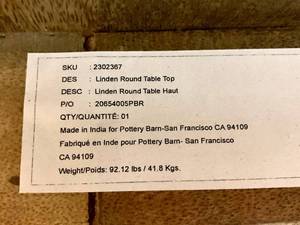 SKU : 2302367
DES : Linden Round Table Top
DESC : Linden Round Table Haut
P/O : 20654005PBR
QTY/QUANTITÉ: 01
Made in India for Pottery Barn-San Francisco CA 94109
Fabriqué en Inde pour Pottery Barn- San Francisco
CA 94109
Weight/Poids: 92.12 lbs / 41.8 Kgs.